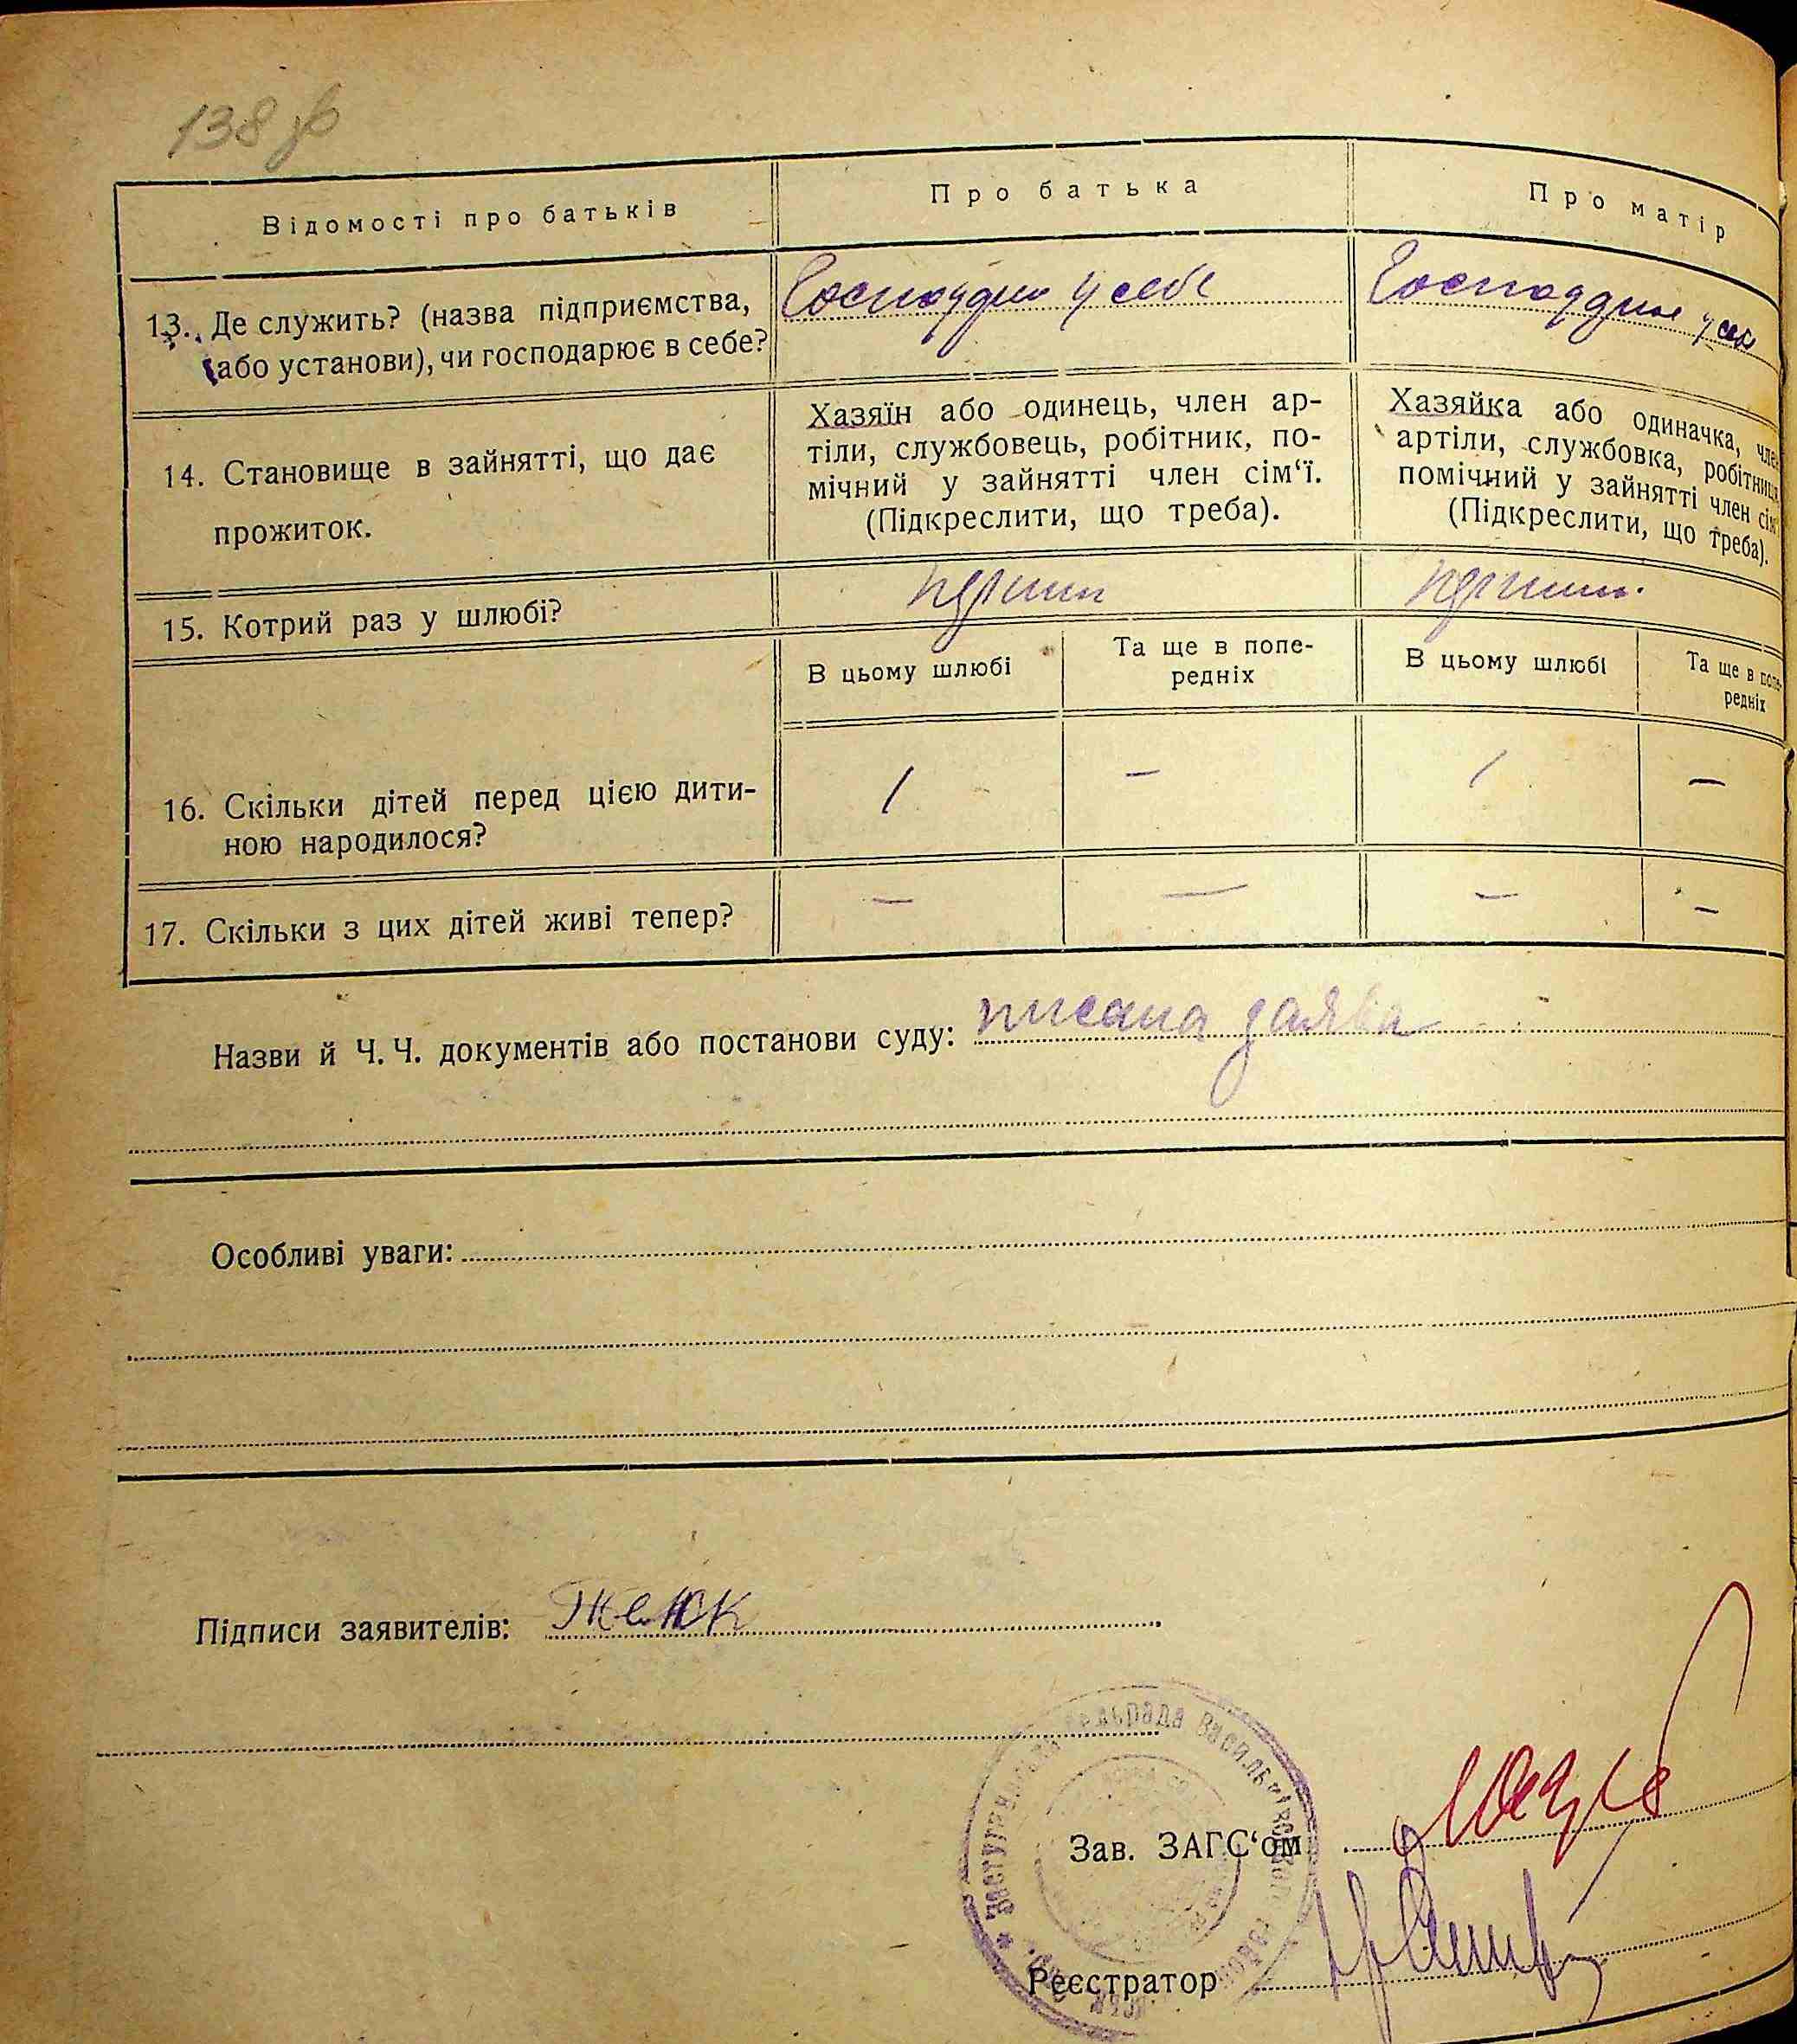 138
Відомості про батьків
Про батька
Про матір
13. Де служить? (назва підприємства,
(або установи), чи господарює в себе?
Господдрю у себе
Господдрює у себе
14. Становище в зайнятті, що дає
прожиток.
Хазяїн або одинець, член ар-
тіли, службовець, робітник, по-
мічний у зайнятті член сім‘ї.
(Підкреслити, що треба).
Хазяйка або одиначка, член
артіли, службовка, робітниця,
помічний у зайнятті член сім‘ї
(Підкреслити, що треба).
15. Котрий раз у шлюбі?
перший
перший.
В цьому шлюбі
Та ще в попе-
редніх
В цьому шлюбі
Та ще в попе-
редніх
16. Скільки дітей перед цією дити-
ною народилося?
1 — 1 —
17. Скільки з цих дітей живі тепер?
— — — —
Назви й Ч. Ч. документів або постанови суду: писана заява
Особливі уваги:
Підписи заявителів:
сільрада Васильківського
Зав. ЗАГС‘ом
Реєстратор